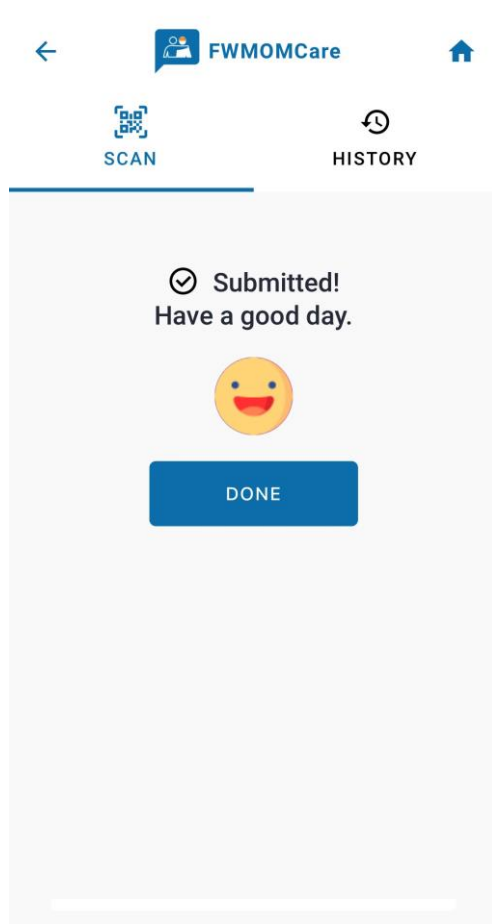 FWMOMCare
SCAN
HISTORY
Submitted!
Have a good day.
DONE